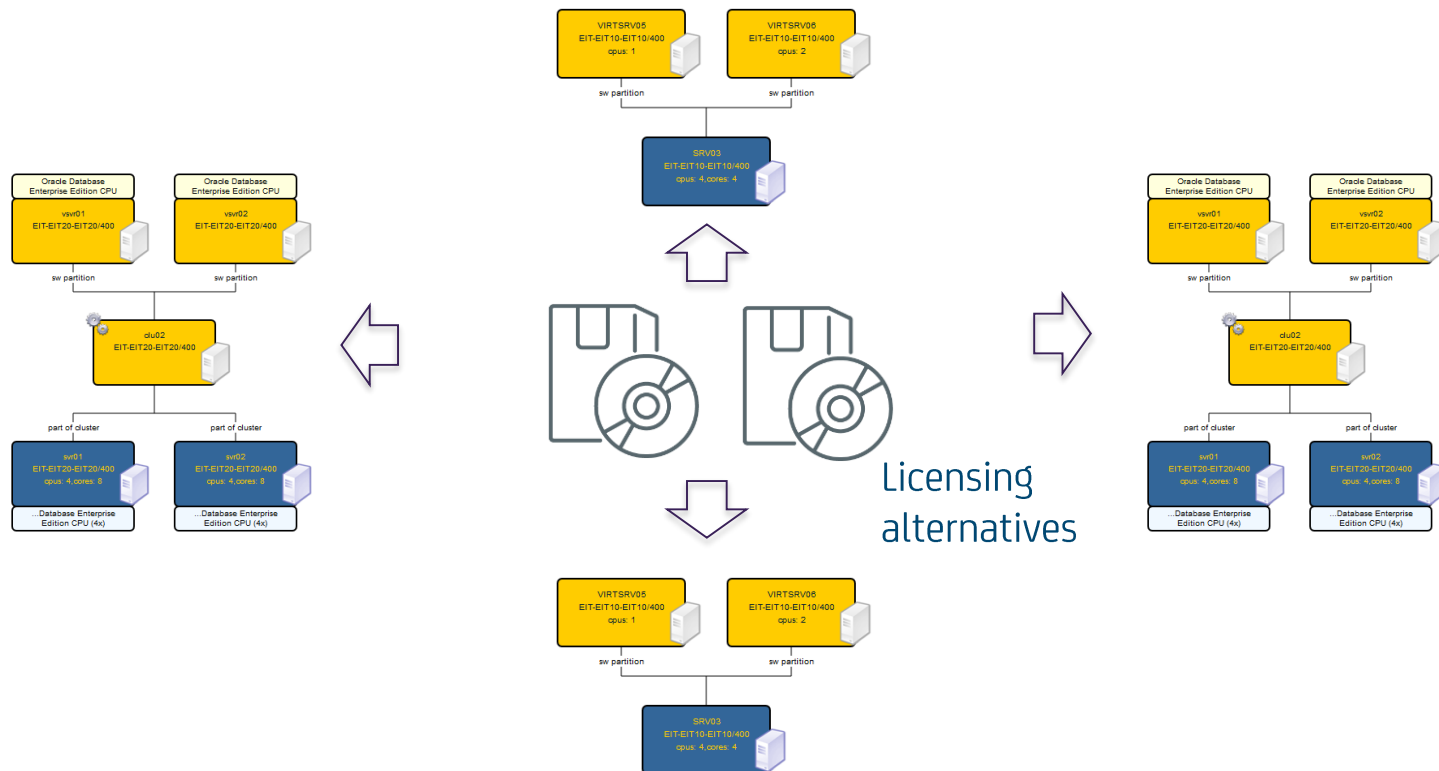 VIRTSRV05
EIT-EIT10-EIT10/400
cpus: 1
VIRTSRV06
EIT-EIT10-EIT10/400
cpus: 2
sw partition
sw partition
SRV03
EIT-EIT10-EIT10/400
cpus: 4,cores: 4
Oracle Database
Enterprise Edition CPU
vsvr01
EIT-EIT20-EIT20/400
Oracle Database
Enterprise Edition CPU
vsvr02
EIT-EIT20-EIT20/400
sw partition
sw partition
clu02
EIT-EIT20-EIT20/400
part of cluster
part of cluster
svr01
EIT-EIT20-EIT20/400
cpus: 4,cores: 8
...Database Enterprise
Edition CPU (4x)
svr02
EIT-EIT20-EIT20/400
cpus: 4,cores: 8
...Database Enterprise
Edition CPU (4x)
Licensing
alternatives
Oracle Database
Enterprise Edition CPU
vsvr01
EIT-EIT20-EIT20/400
Oracle Database
Enterprise Edition CPU
vsvr02
EIT-EIT20-EIT20/400
sw partition
sw partition
clu02
EIT-EIT20-EIT20/400
part of cluster
part of cluster
svr01
EIT-EIT20-EIT20/400
cpus: 4,cores: 8
...Database Enterprise
Edition CPU (4x)
svr02
EIT-EIT20-EIT20/400
cpus: 4,cores: 8
...Database Enterprise
Edition CPU (4x)
VIRTSRV05
EIT-EIT10-EIT10/400
cpus: 1
VIRTSRV06
EIT-EIT10-EIT10/400
cpus: 2
sw partition
sw partition
SRV03
EIT-EIT10-EIT10/400
cpus: 4,cores: 4